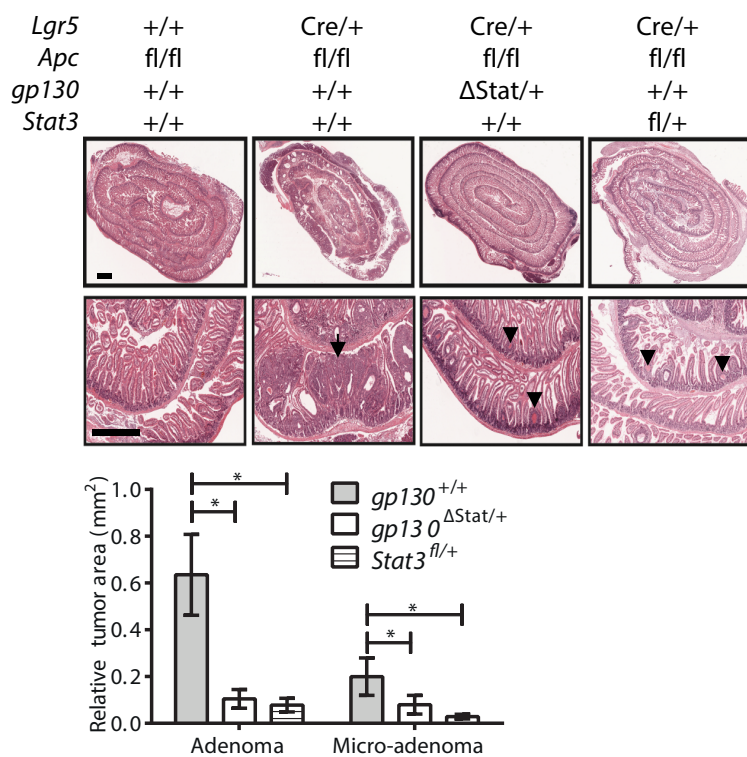 Lgr5 +/+ Cre/+ Cre/+ Cre/+
Apc fl/fl fl/fl fl/fl fl/fl
gp130 +/+ +/+ ΔStat/+ +/+
Stat3 +/+ +/+ +/+ fl/+
Relative tumor area (mm²)
1.0
0.8
0.6
0.4
0.2
0.0
* *
* *
gp130+/+
gp13 0ΔStat/+
Stat3fl/+
Adenoma Micro-adenoma